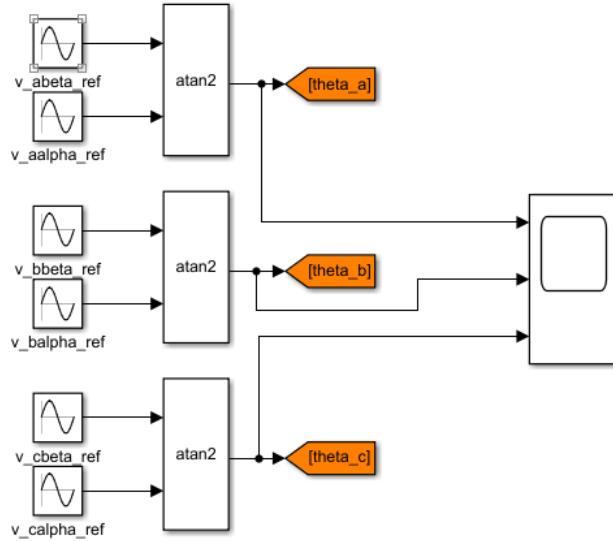 v_abeta_ref
v_aalpha_ref
atan2
[theta_a]
v_bbeta_ref
v_balpha_ref
atan2
[theta_b]
v_cbeta_ref
v_calpha_ref
atan2
[theta_c]